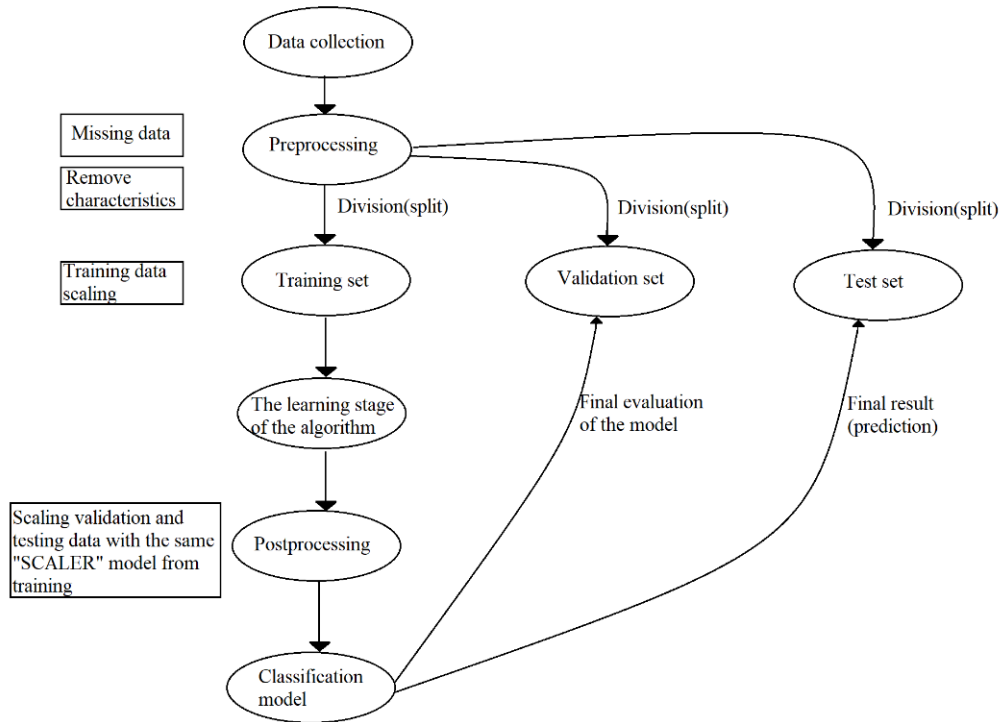 Data collection
Missing data
Preprocessing
Remove
characteristics
Division(split)
Division(split)
Division(split)
Training data
scaling
Training set
Validation set
Test set
The learning stage
of the algorithm
Final evaluation
of the model
Final result
(prediction)
Scaling validation and
testing data with the same
"SCALER" model from
training
Postprocessing
Classification
model